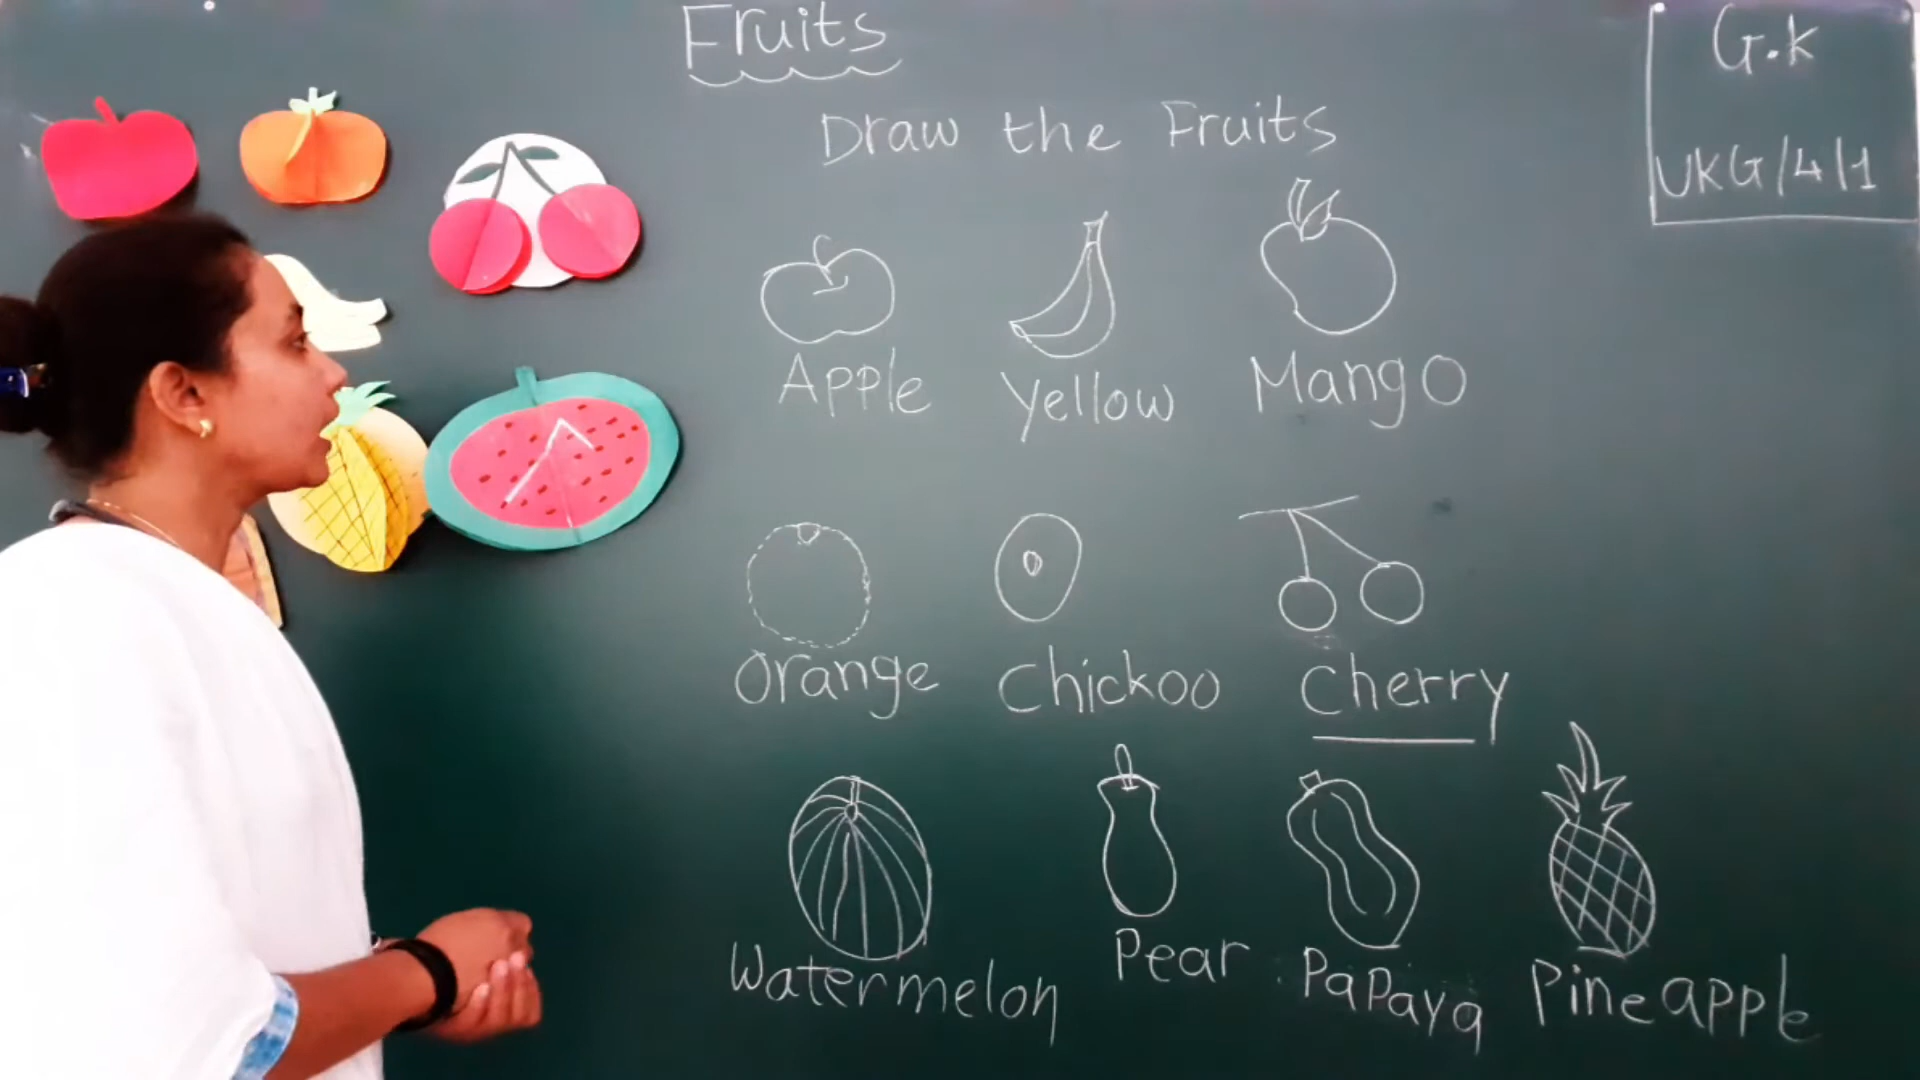 Fruits
G.K
UKG/4/1
Draw the Fruits
Apple Yellow Mango
Orange Chickoo Cherry
Watermelon Pear Papaya Pineapple